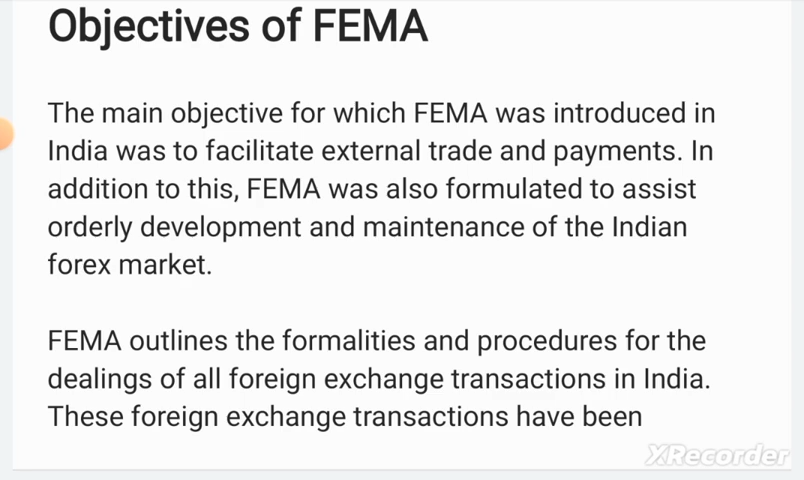 Objectives of FEMA
The main objective for which FEMA was introduced in
India was to facilitate external trade and payments. In
addition to this, FEMA was also formulated to assist
orderly development and maintenance of the Indian
forex market.
FEMA outlines the formalities and procedures for the
dealings of all foreign exchange transactions in India.
These foreign exchange transactions have been
XRecorder